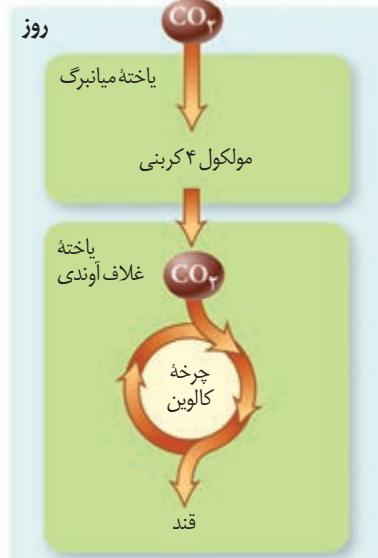 روز
CO۲
یاختهٔ میانبرگ
مولکول ۴ کربنی
یاختهٔ
غلاف آوندی
CO۲
چرخهٔ
کالوین
قند